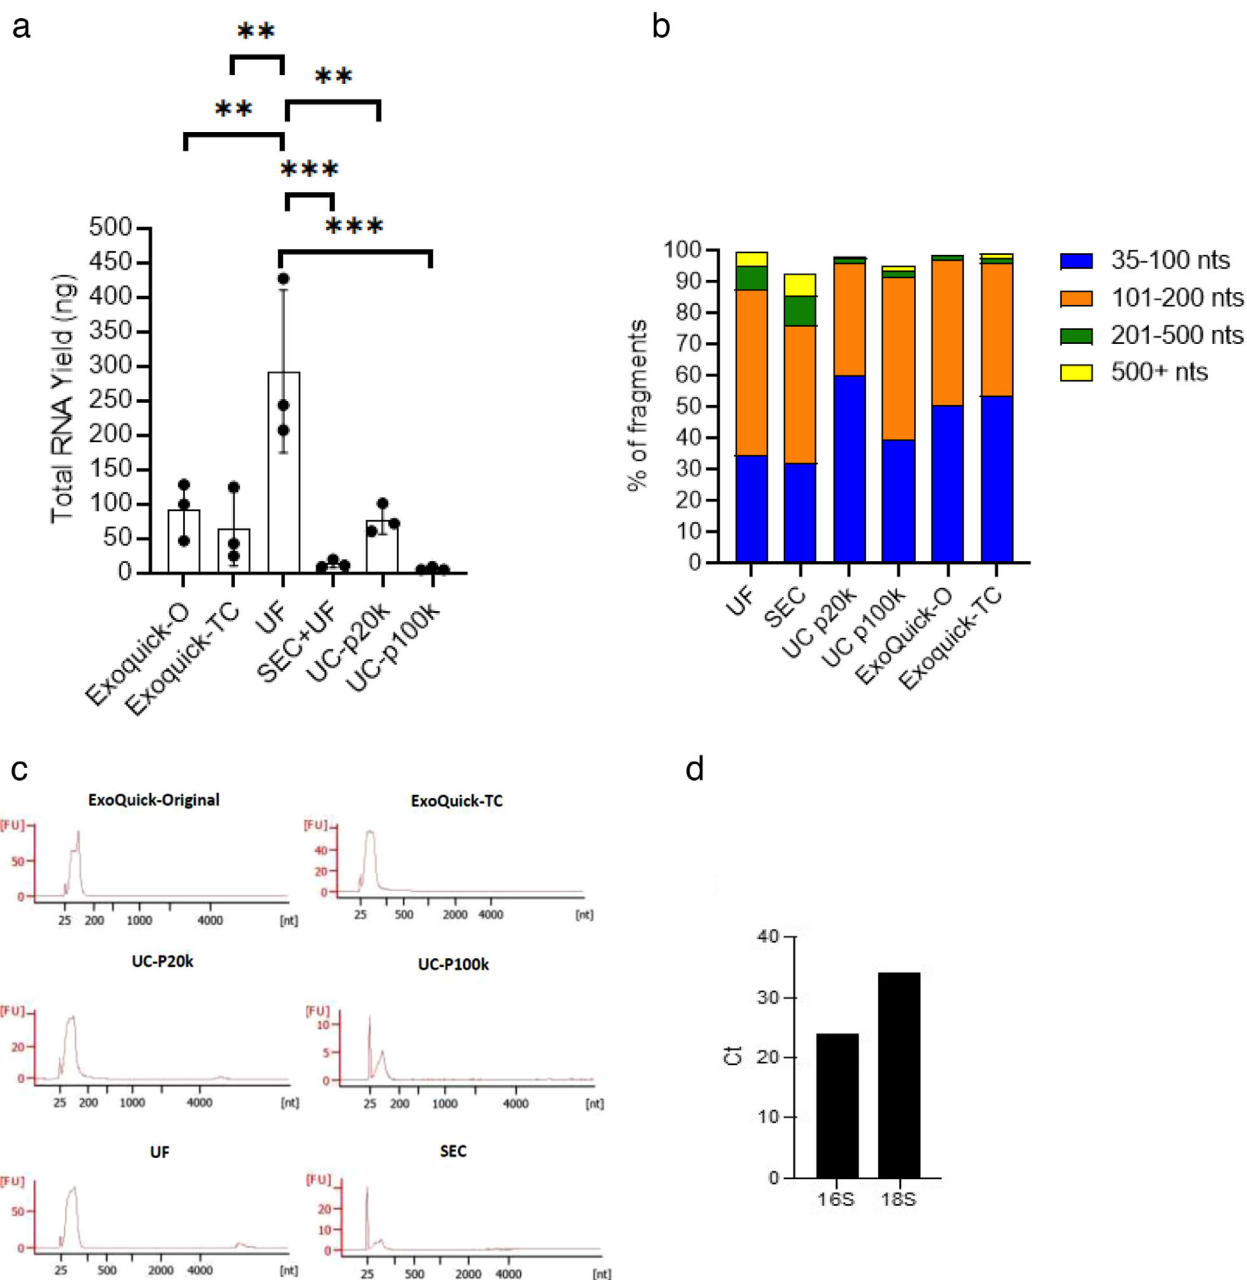 a
**
**
**
***
***
500
450
400
350
300
250
200
150
100
50
0
Total RNA Yield (ng)
Exoquick-O
Exoquick-TC
UF
SEC+UF
UC-p20k
UC-p100k
b
100
90
80
70
60
50
40
30
20
10
0
% of fragments
35-100 nts
101-200 nts
201-500 nts
500+ nts
UF
SEC
UC p20k
UC p100k
ExoQuick-O
Exoquick-TC
c
ExoQuick-Original
[FU]
50
0
25 200 1000 4000 [nt]
ExoQuick-TC
[FU]
40
20
0
25 500 2000 4000 [nt]
UC-P20k
[FU]
20
0
25 200 1000 4000 [nt]
UC-P100k
[FU]
10
5
0
25 200 1000 4000 [nt]
UF
[FU]
50
0
25 500 2000 4000 [nt]
SEC
[FU]
20
10
0
25 500 2000 4000 [nt]
d
40
30
20
10
0
Ct
16S 18S